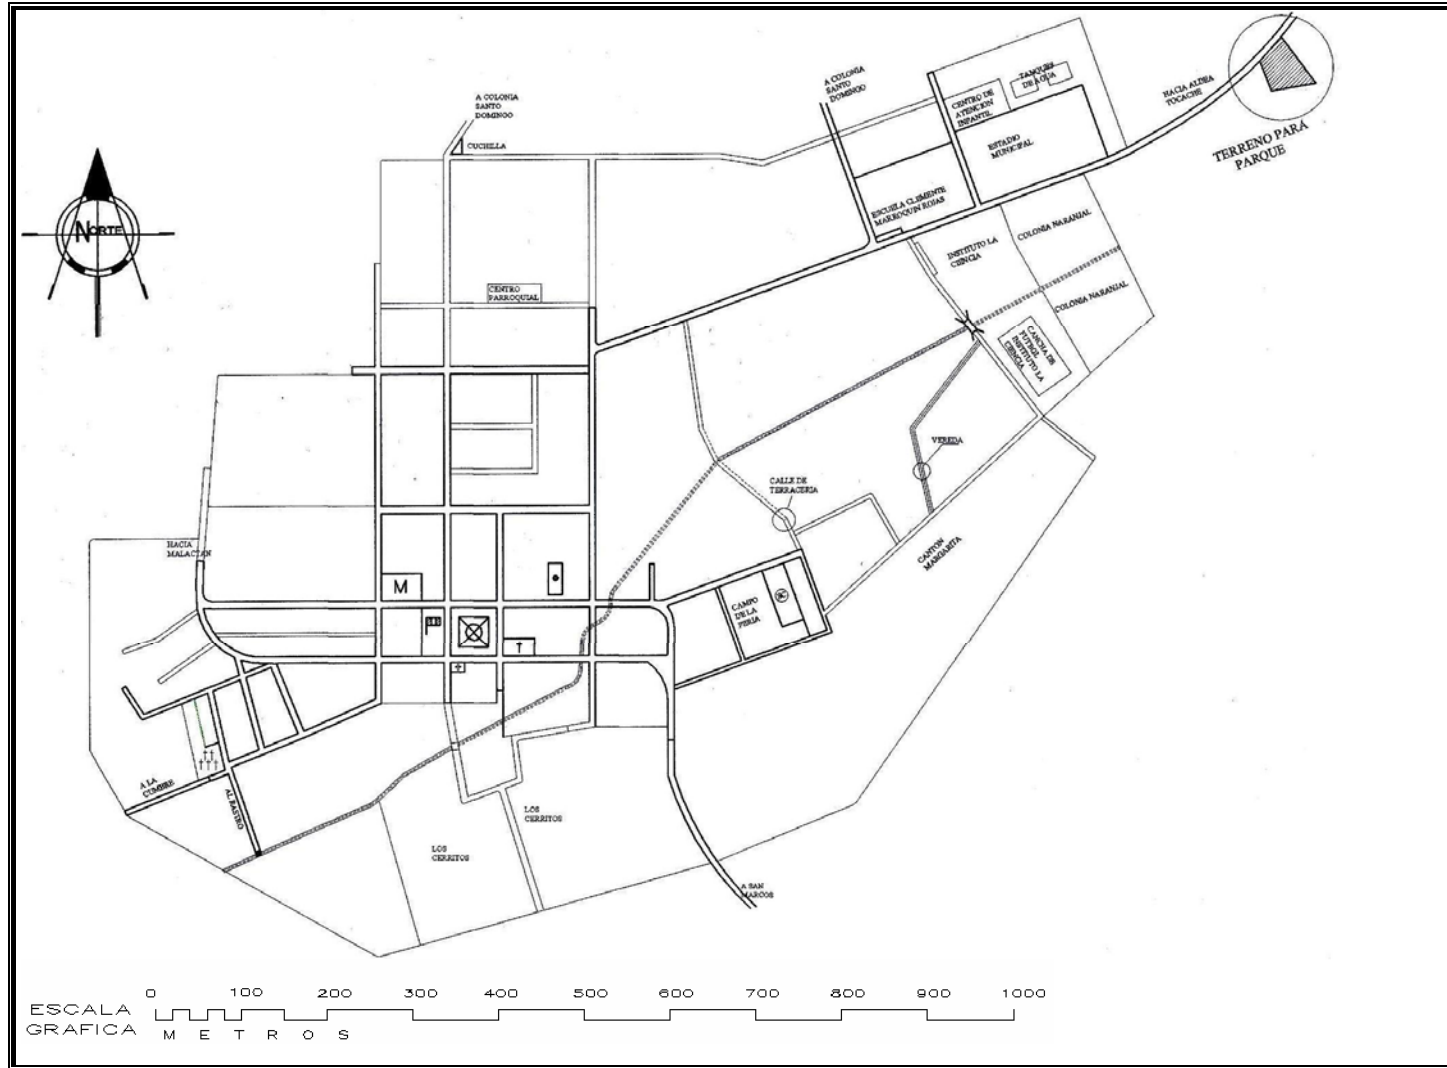 A COLONIA
SANTO
DOMINGO
CUCHILLA
A COLONIA
SANTO
DOMINGO
TANQUES
DE AGUA
CENTRO DE
ATENCION
INFANTIL
ESTADIO
MUNICIPAL
HACIA ALDEA
TOCACHE
TERRENO PARA
PARQUE
ESCUELA CLEMENTE
MARROQUIN ROJAS
INSTITUTO LA
CIENCIA
COLONIA NARANJAL
COLONIA NARANJAL
NORTE
CENTRO
PARROQUIAL
CANCHA DE
FUTBOL
INSTITUTO LA
CIENCIA
VEREDA
CALLE DE
TERRACERIA
HACIA
MALACTAN
CANTON
MARGARITA
M
CAMPO
DE LA
FERIA
A LA
CUMBRE
AL RASTRO
LOS
CERRITOS
LOS
CERRITOS
A SAN
MARCOS
ESCALA
GRAFICA
0 100 200 300 400 500 600 700 800 900 1000
METROS